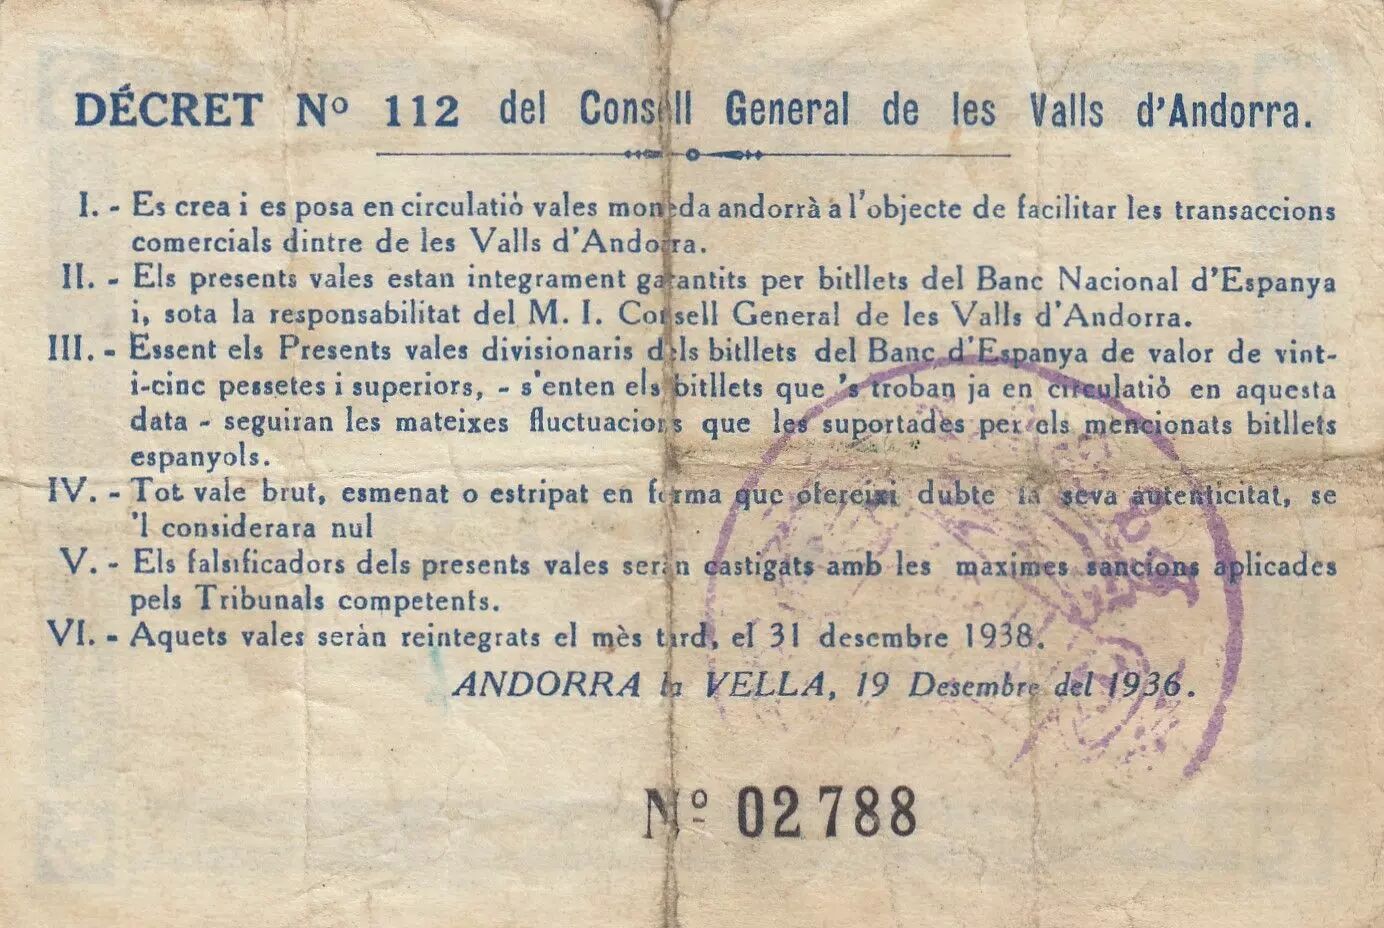 DÉCRET Nº 112 del Consell General de les Valls d'Andorra.
I. - Es crea i es posa en circulatiò vales moneda andorrà a l'objecte de facilitar les transaccions
comercials dintre de les Valls d'Andorra.
II. - Els presents vales estan integrament garantits per bitllets del Banc Nacional d'Espanya
i, sota la responsabilitat del M. I. Consell General de les Valls d'Andorra.
III. - Essent els Presents vales divisionaris dels bitllets del Banc d'Espanya de valor de vint-
i-cinc pessetes i superiors, - s'enten els bitllets que 's troban ja en circulatiò en aquesta
data - seguiran les mateixes fluctuacions que les suportades per els mencionats bitllets
espanyols.
IV. - Tot vale brut, esmenat o estripat en forma que ofereixi dubte la seva autenticitat, se
'l considerara nul
V. - Els falsificadors dels presents vales seràn castigats amb les maximes sancions aplicades
pels Tribunals competents.
VI. - Aquets vales seràn reintegrats el mès tard, el 31 desembre 1938.
ANDORRA la VELLA, 19 Desembre del 1936.
Nº 02788